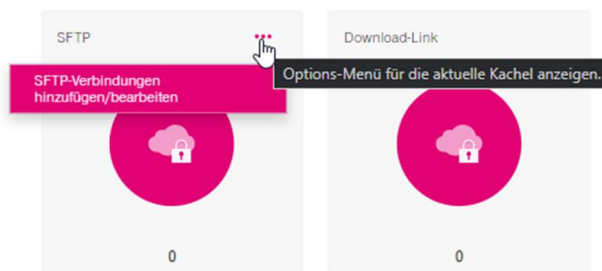 SFTP
Download-Link
SFTP-Verbindungen
hinzufügen/bearbeiten
Options-Menü für die aktuelle Kachel anzeigen.
0
0